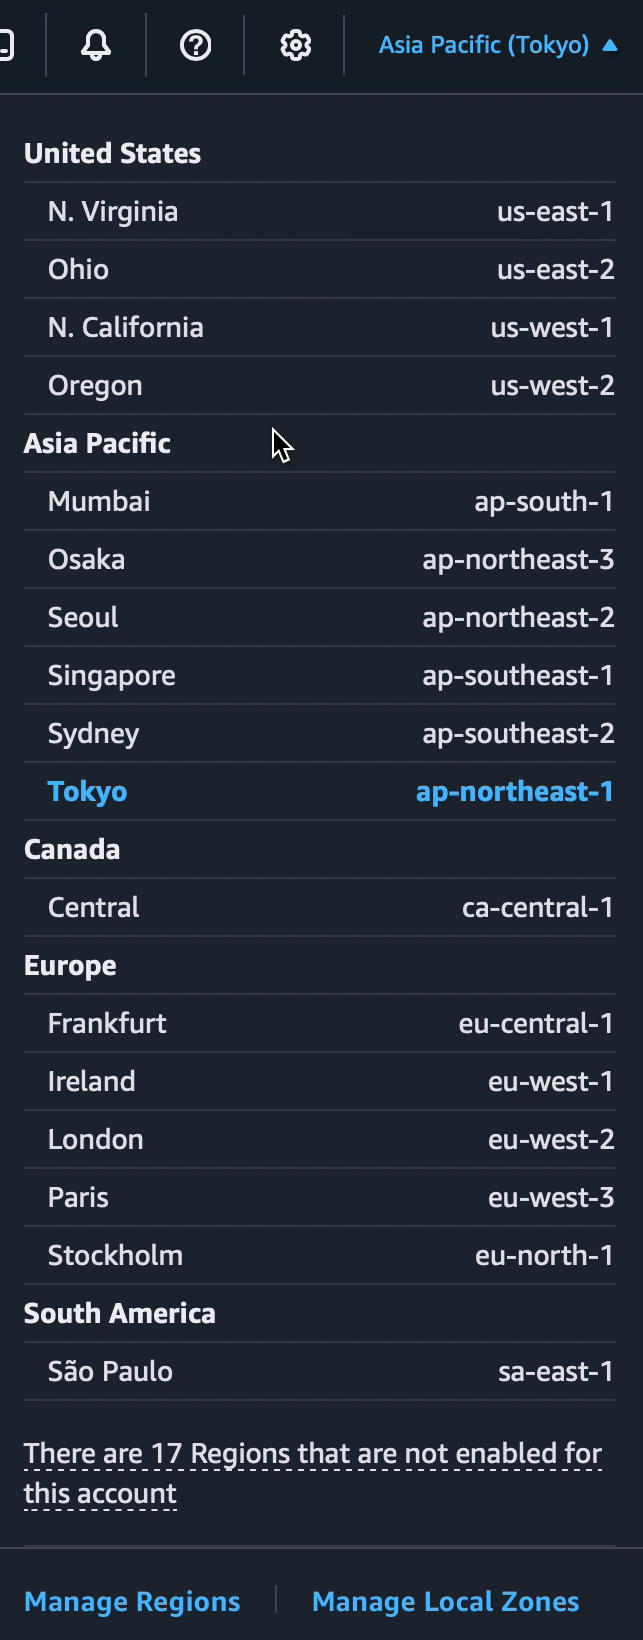 Asia Pacific (Tokyo)
United States
N. Virginia us-east-1
Ohio us-east-2
N. California us-west-1
Oregon us-west-2
Asia Pacific
Mumbai ap-south-1
Osaka ap-northeast-3
Seoul ap-northeast-2
Singapore ap-southeast-1
Sydney ap-southeast-2
Tokyo ap-northeast-1
Canada
Central ca-central-1
Europe
Frankfurt eu-central-1
Ireland eu-west-1
London eu-west-2
Paris eu-west-3
Stockholm eu-north-1
South America
São Paulo sa-east-1
There are 17 Regions that are not enabled for
this account
Manage Regions Manage Local Zones